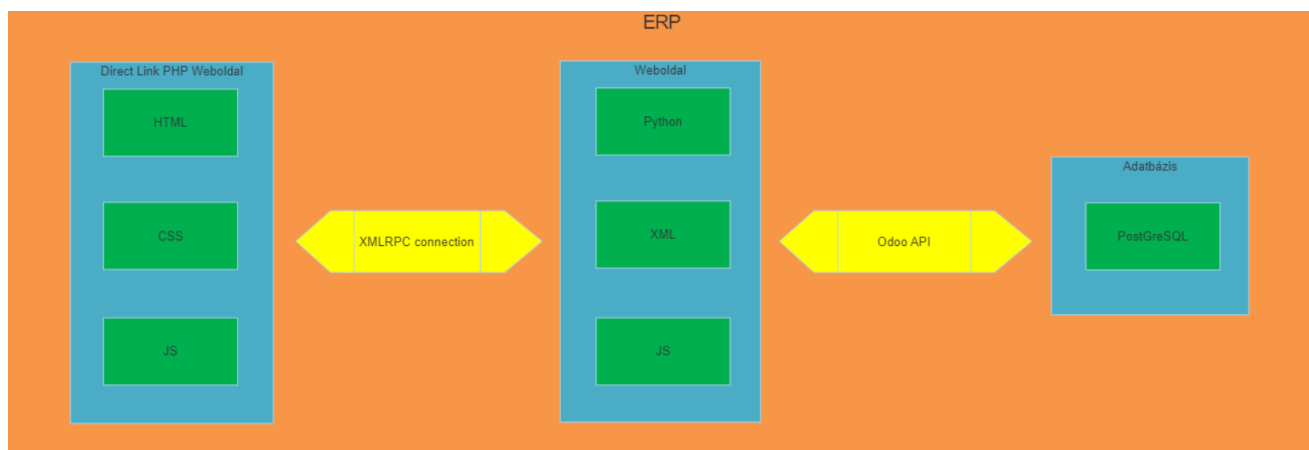 ERP
Direct Link PHP Weboldal
HTML
CSS
JS
XMLRPC connection
Weboldal
Python
XML
JS
Odoo API
Adatbázis
PostGreSQL